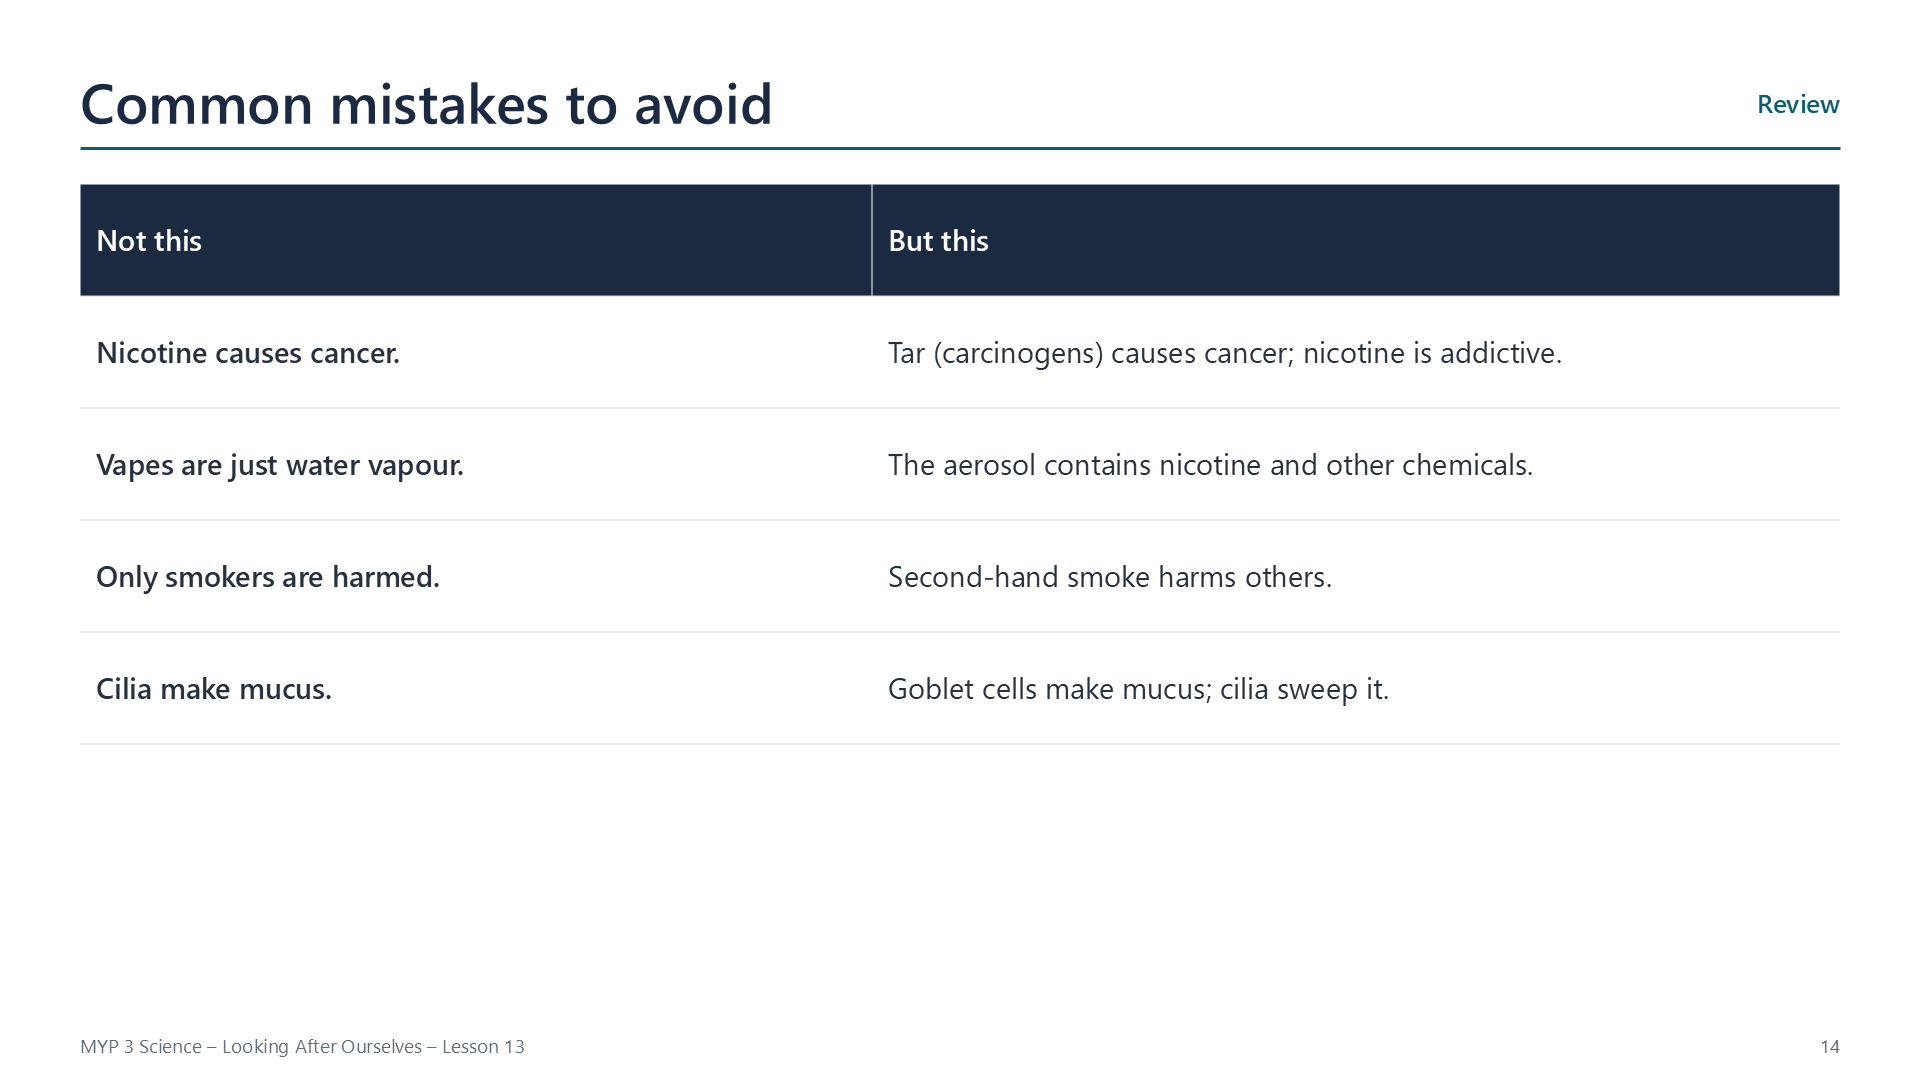 Common mistakes to avoid
Review
Not this
But this
Nicotine causes cancer.
Tar (carcinogens) causes cancer; nicotine is addictive.
Vapes are just water vapour.
The aerosol contains nicotine and other chemicals.
Only smokers are harmed.
Second-hand smoke harms others.
Cilia make mucus.
Goblet cells make mucus; cilia sweep it.
MYP 3 Science – Looking After Ourselves – Lesson 13
14